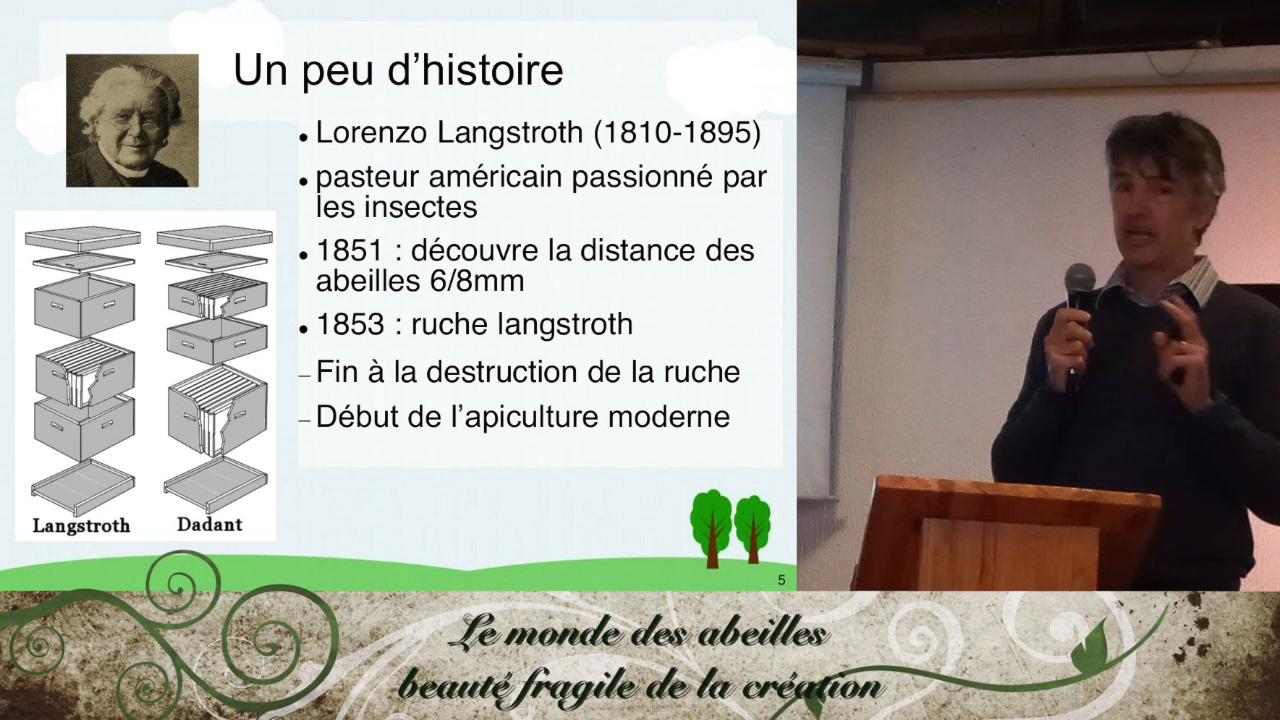 Un peu d’histoire
• Lorenzo Langstroth (1810-1895)
• pasteur américain passionné par
les insectes
• 1851 : découvre la distance des
abeilles 6/8mm
• 1853 : ruche langstroth
– Fin à la destruction de la ruche
– Début de l’apiculture moderne
Langstroth
Dadant
5
Le monde des abeilles
beauté fragile de la création